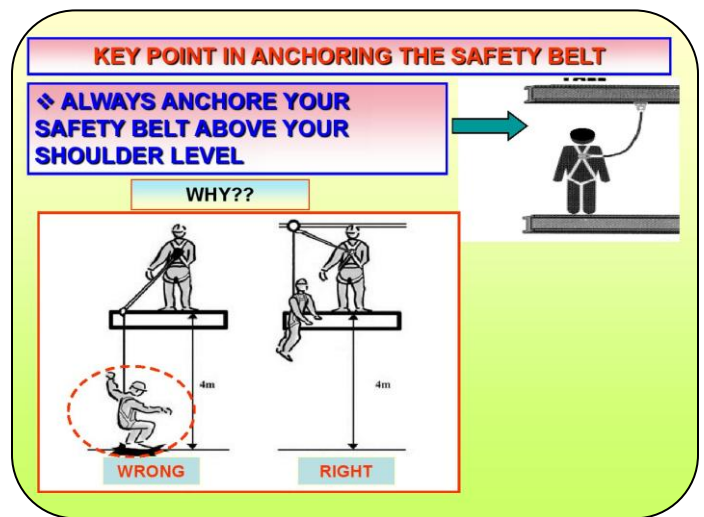 KEY POINT IN ANCHORING THE SAFETY BELT
❖ ALWAYS ANCHORE YOUR
SAFETY BELT ABOVE YOUR
SHOULDER LEVEL
WHY??
4m
4m
WRONG
RIGHT